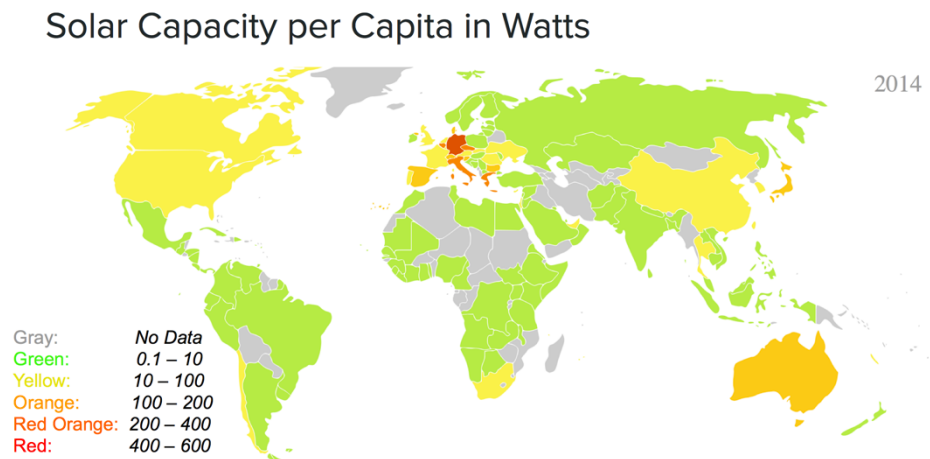 Solar Capacity per Capita in Watts
2014
Gray: No Data
Green: 0.1 – 10
Yellow: 10 – 100
Orange: 100 – 200
Red Orange: 200 – 400
Red: 400 – 600